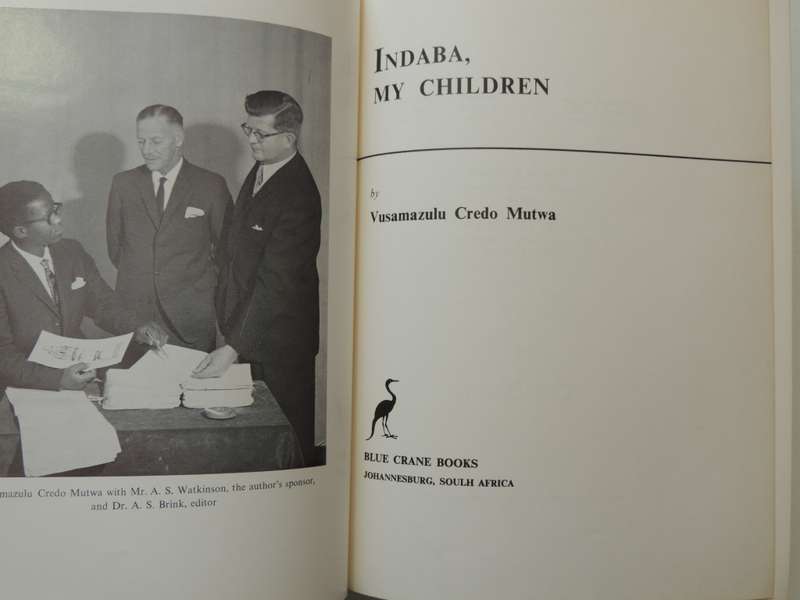 mazulu Credo Mutwa with Mr. A. S. Watkinson, the author's sponsor,
and Dr. A. S. Brink, editor
INDABA,
MY CHILDREN
by
Vusamazulu Credo Mutwa
BLUE CRANE BOOKS
JOHANNESBURG, SOULH AFRICA